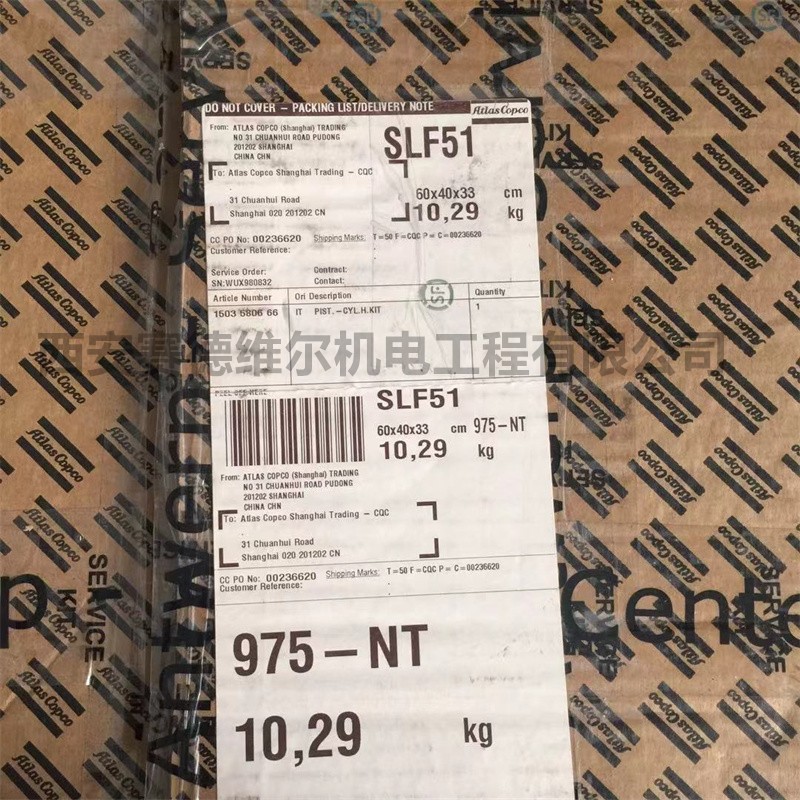 DO NOT COVER – PACKING LIST/DELIVERY NOTE
Atlas Copco
From: ATLAS COPCO (Shanghai) TRADING
NO 31 CHUANHUI ROAD PUDONG
201202 SHANGHAI
CHINA CHN
SLF51
To: Atlas Copco Shanghai Trading – CQC
31 Chuanhui Road
Shanghai 020 201202 CN
60x40x33 cm
10,29 kg
CC PO No: 00236620 Shipping Marks: T=50 F=CQC P= C=00236620
Customer Reference:
Service Order: Contract:
SN:WUX980832 Contact:
Article Number Ori Description Quantity
1503 5806 66 IT PIST.-CYL.H.KIT 1
西安赛德维尔机电工程有限公司
PEEL OFF HERE
SLF51
60x40x33 cm 975-NT
10,29 kg
From: ATLAS COPCO (Shanghai) TRADING
NO 31 CHUANHUI ROAD PUDONG
201202 SHANGHAI
CHINA CHN
To: Atlas Copco Shanghai Trading – CQC
31 Chuanhui Road
Shanghai 020 201202 CN
CC PO No: 00236620 Shipping Marks: T=50 F=CQC P= C=00236620
Customer Reference:
975-NT
10,29 kg
Atlas Copco
SERVICE
KIT
Antwerp
Cente